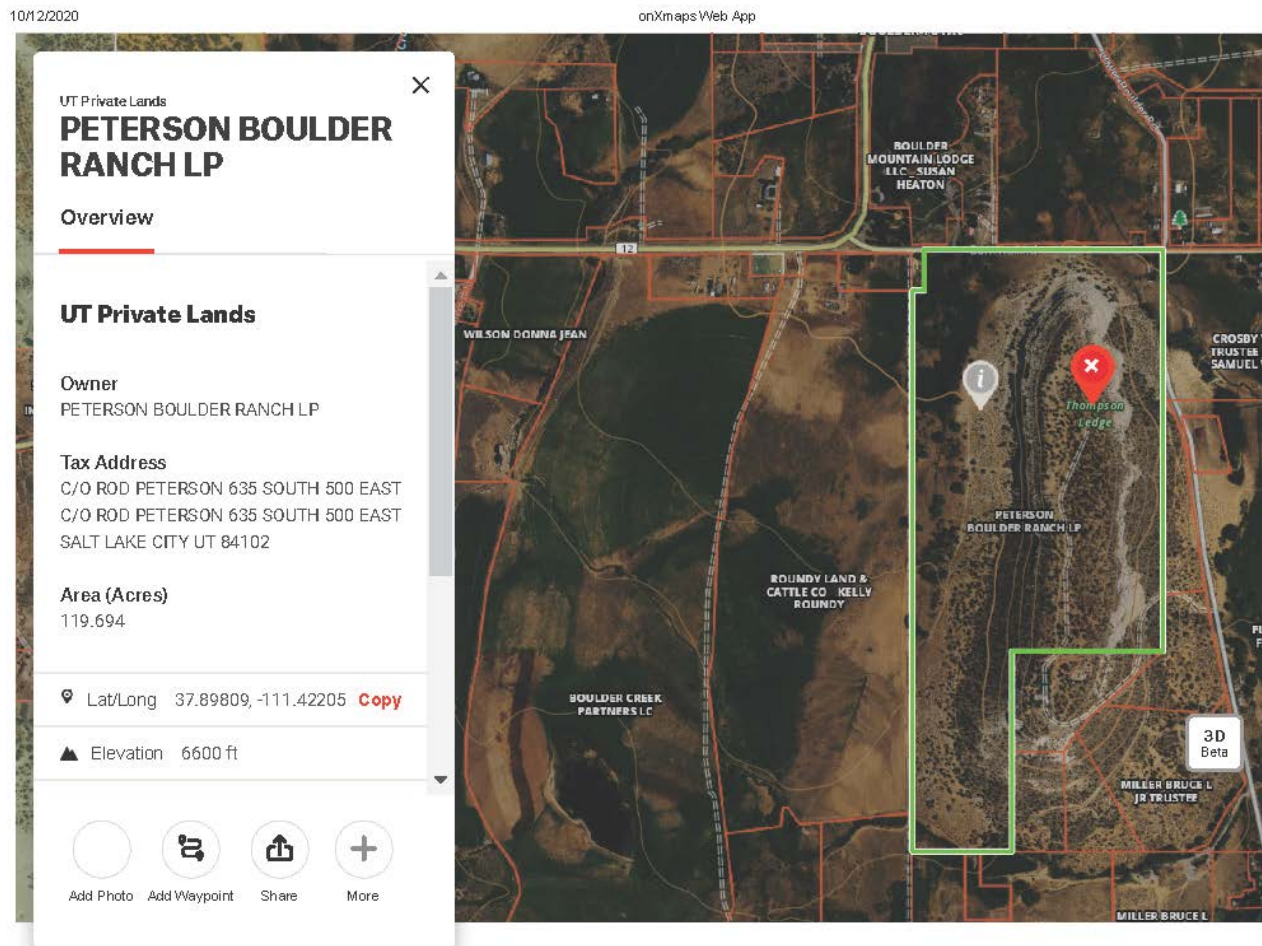 10/12/2020
onXmaps Web App
UT Private Lands
PETERSON BOULDER
RANCH LP
Overview
UT Private Lands
Owner
PETERSON BOULDER RANCH LP
Tax Address
C/O ROD PETERSON 635 SOUTH 500 EAST
C/O ROD PETERSON 635 SOUTH 500 EAST
SALT LAKE CITY UT 84102
Area (Acres)
119.694
Lat/Long 37.89809, -111.42205 Copy
Elevation 6600 ft
Add Photo Add Waypoint Share More
BOULDER
MOUNTAIN LODGE
LLC_SUSAN
HEATON
12
WILSON DONNA JEAN
CROSBY
TRUSTEE
SAMUEL
i
Thompson
Ledge
PETERSON
BOULDER RANCH LP
ROUNDY LAND &
CATTLE CO KELLY
ROUNDY
BOULDER CREEK
PARTNERS LC
3D
Beta
MILLER BRUCE L
JR TRUSTEE
MILLER BRUCE L